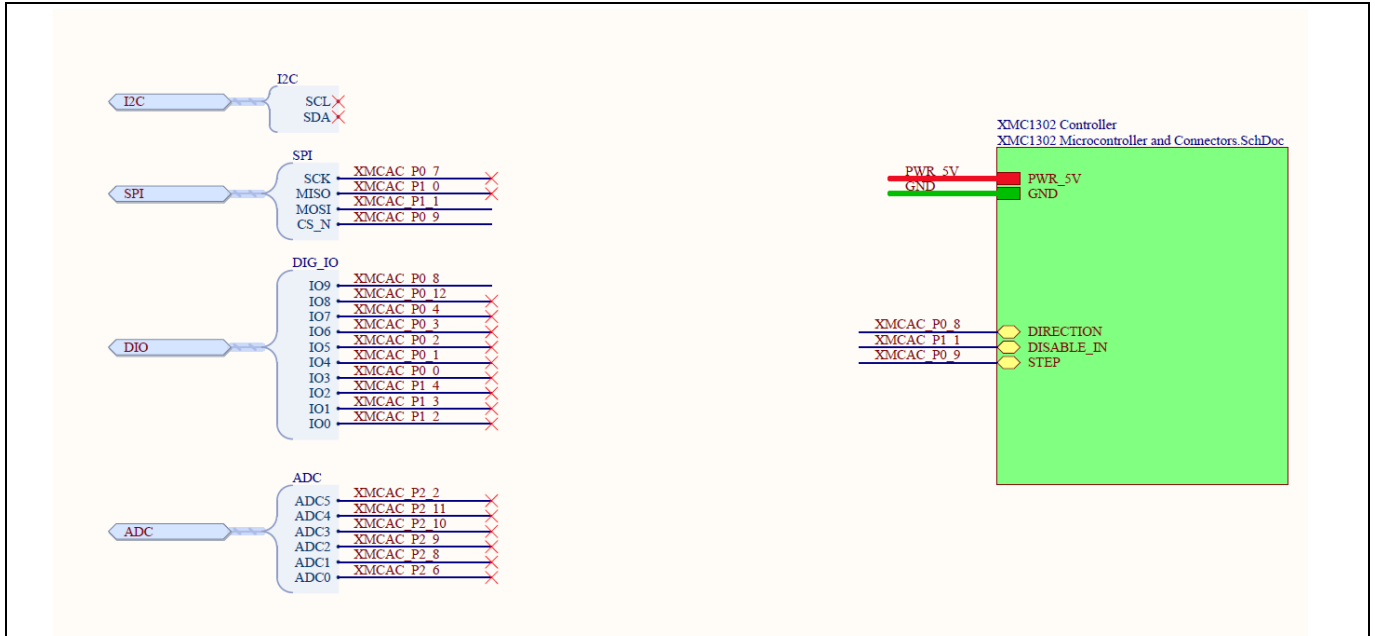 I2C
I2C
SCL
SDA
SPI
SPI
SCK XMCAC_P0_7
MISO XMCAC_P1_0
MOSI XMCAC_P1_1
CS_N XMCAC_P0_9
DIO
DIG_IO
IO9 XMCAC_P0_8
IO8 XMCAC_P0_12
IO7 XMCAC_P0_4
IO6 XMCAC_P0_3
IO5 XMCAC_P0_2
IO4 XMCAC_P0_1
IO3 XMCAC_P0_0
IO2 XMCAC_P1_4
IO1 XMCAC_P1_3
IO0 XMCAC_P1_2
ADC
ADC
ADC5 XMCAC_P2_2
ADC4 XMCAC_P2_11
ADC3 XMCAC_P2_10
ADC2 XMCAC_P2_9
ADC1 XMCAC_P2_8
ADC0 XMCAC_P2_6
XMC1302 Controller
XMC1302 Microcontroller and Connectors.SchDoc
PWR_5V PWR_5V
GND GND
XMCAC_P0_8 DIRECTION
XMCAC_P1_1 DISABLE_IN
XMCAC_P0_9 STEP